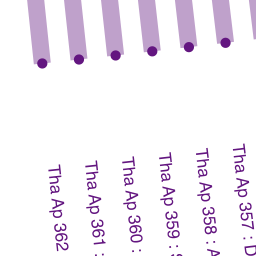 Tha Ap 362
Tha Ap 361 :
Tha Ap 360 :
Tha Ap 359 :
Tha Ap 358 : A
Tha Ap 357 : D